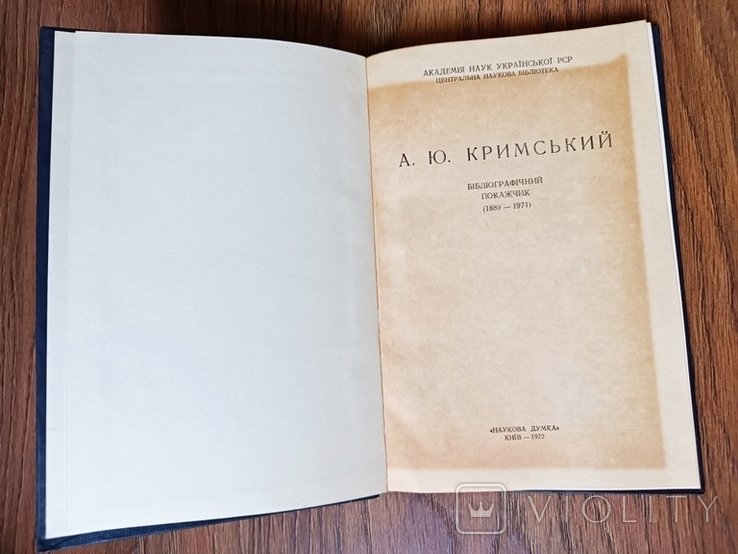 АКАДЕМІЯ НАУК УКРАЇНСЬКОЇ РСР
ЦЕНТРАЛЬНА НАУКОВА БІБЛІОТЕКА
А. Ю. КРИМСЬКИЙ
БІБЛІОГРАФІЧНИЙ
ПОКАЖЧИК
(1889 — 1971)
«НАУКОВА ДУМКА»
КИЇВ — 1972
VIOLITY